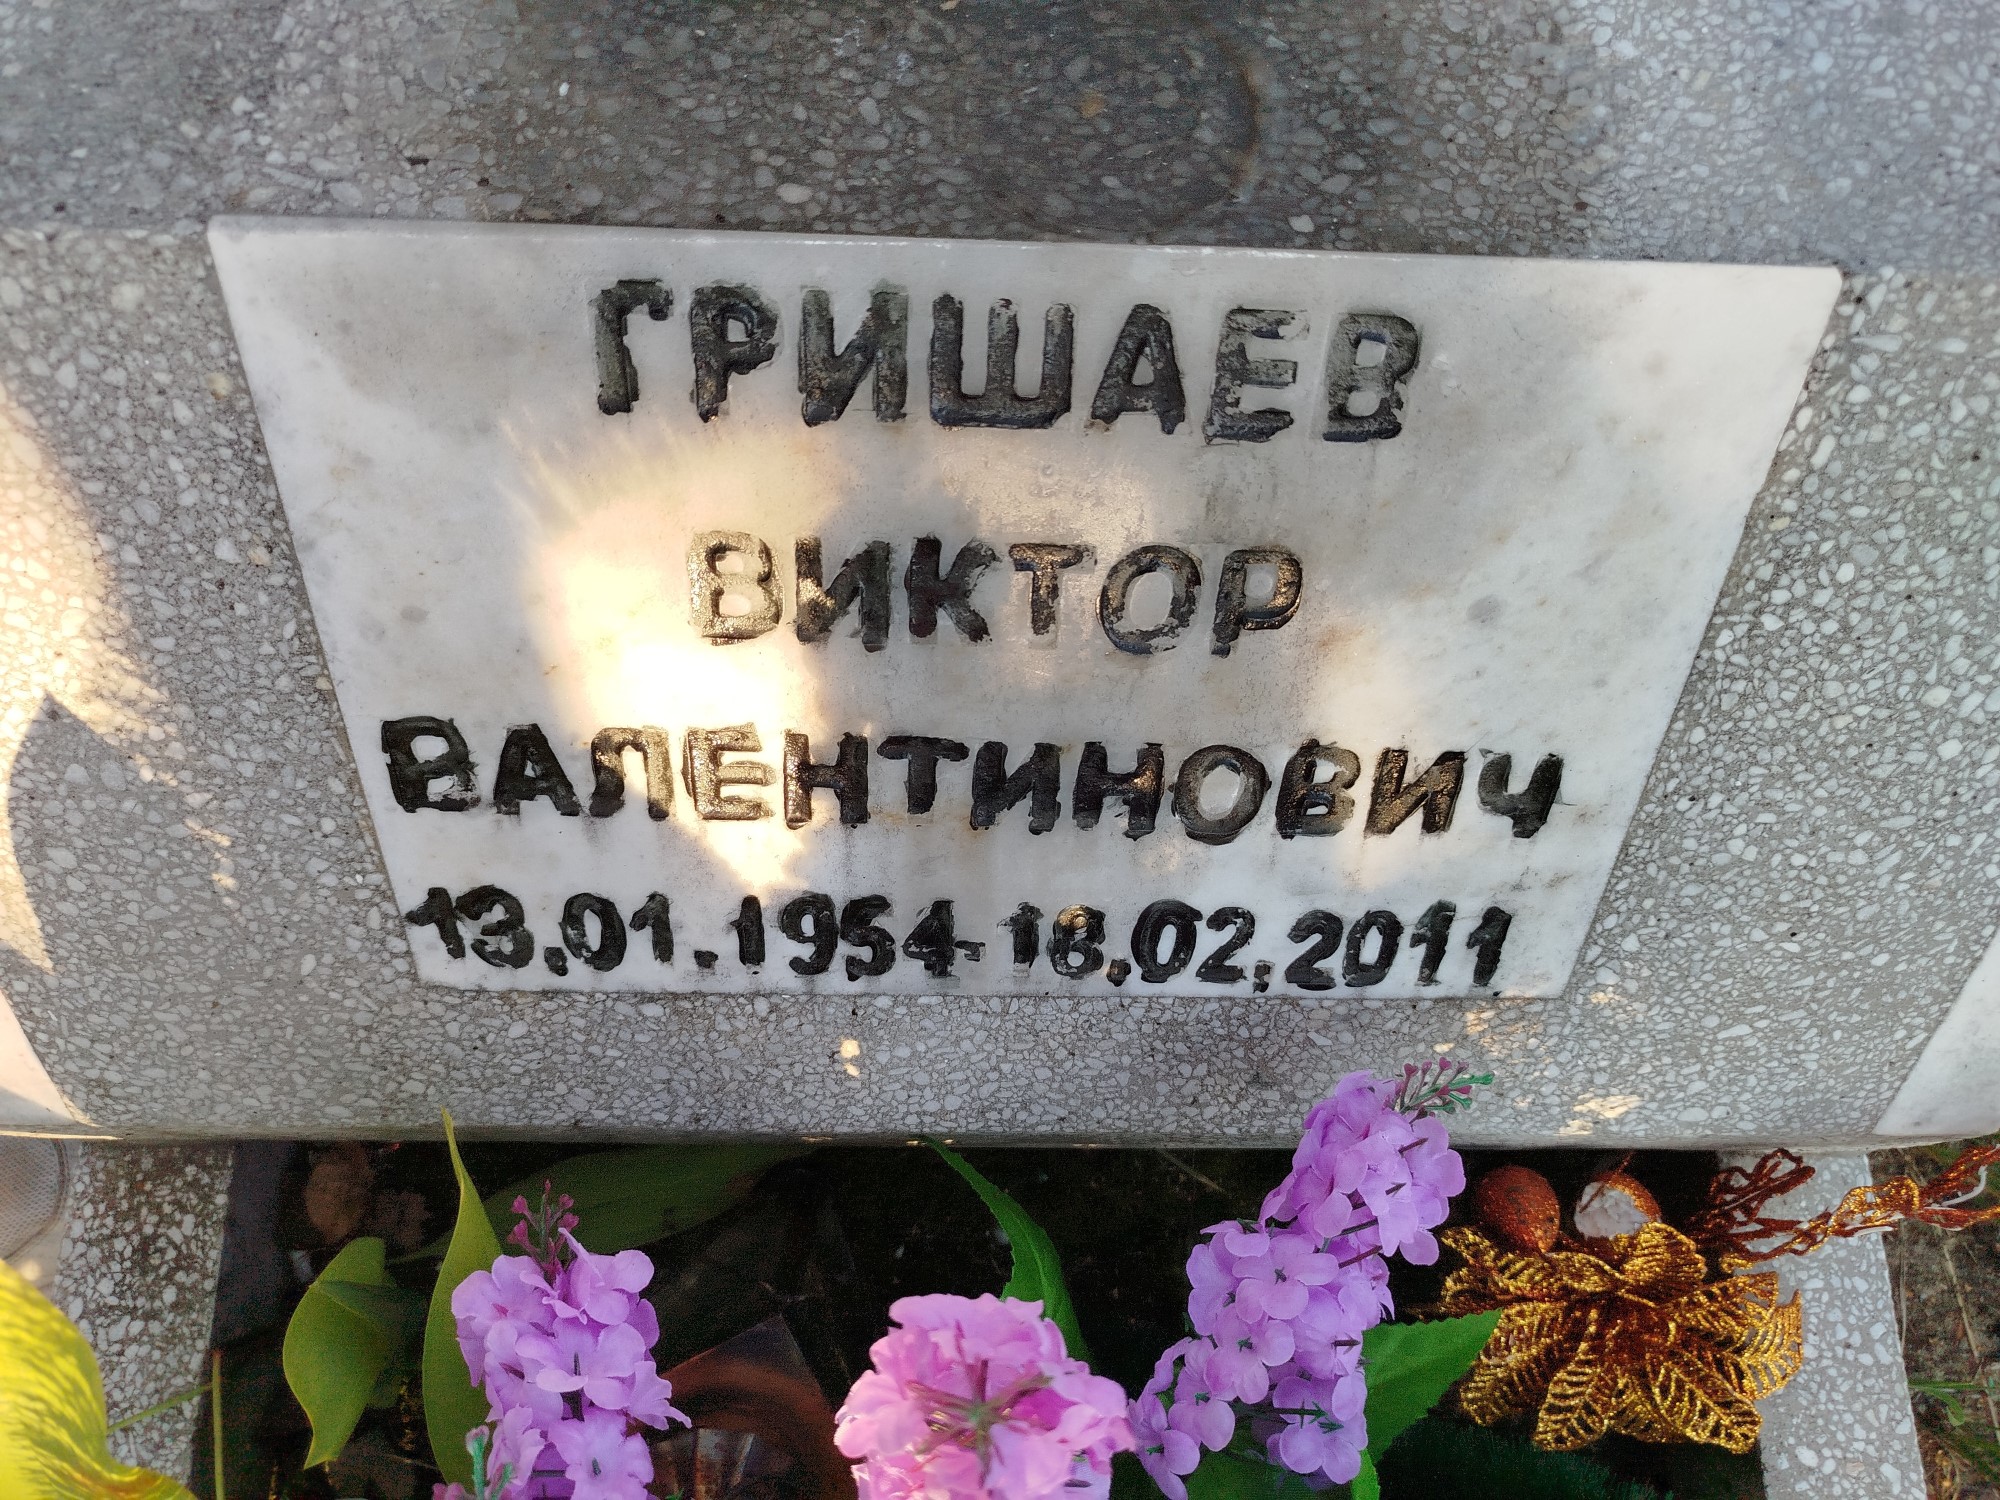 ГРИШАЕВ
ВИКТОР
ВАЛЕНТИНОВИЧ
13.01.1954-18.02.2011